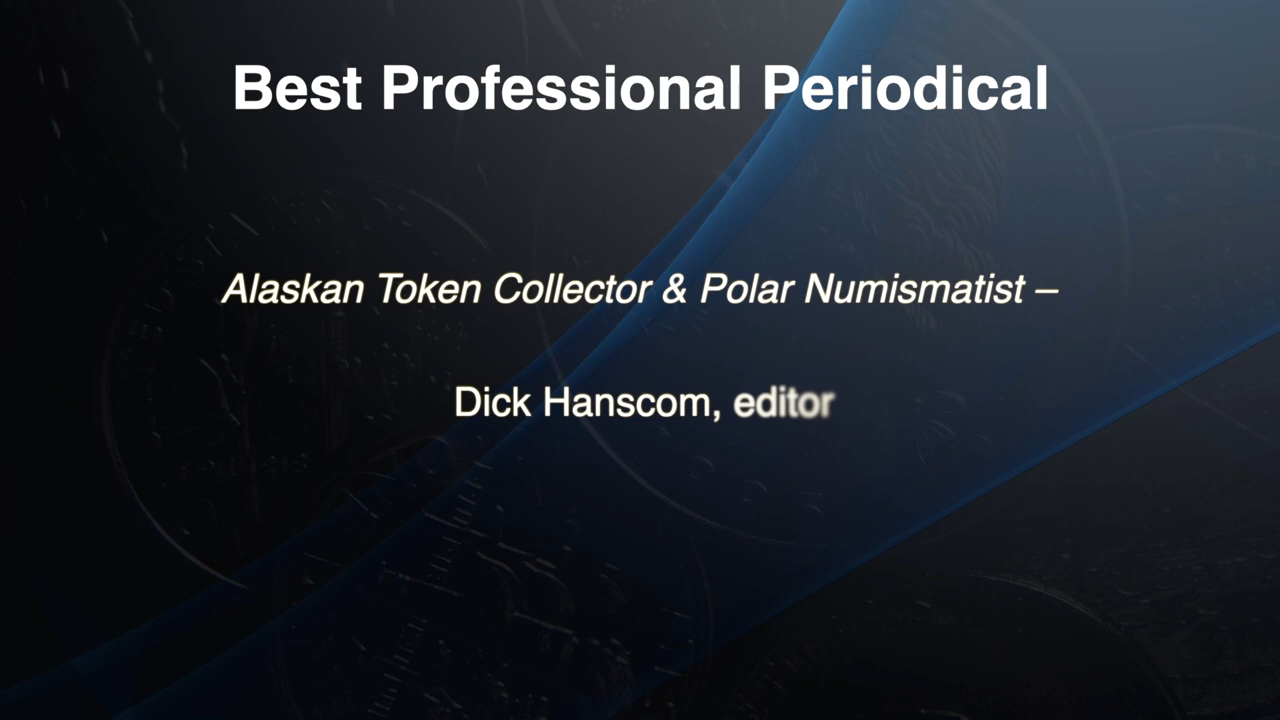 Best Professional Periodical
Alaskan Token Collector & Polar Numismatist –
Dick Hanscom, editor